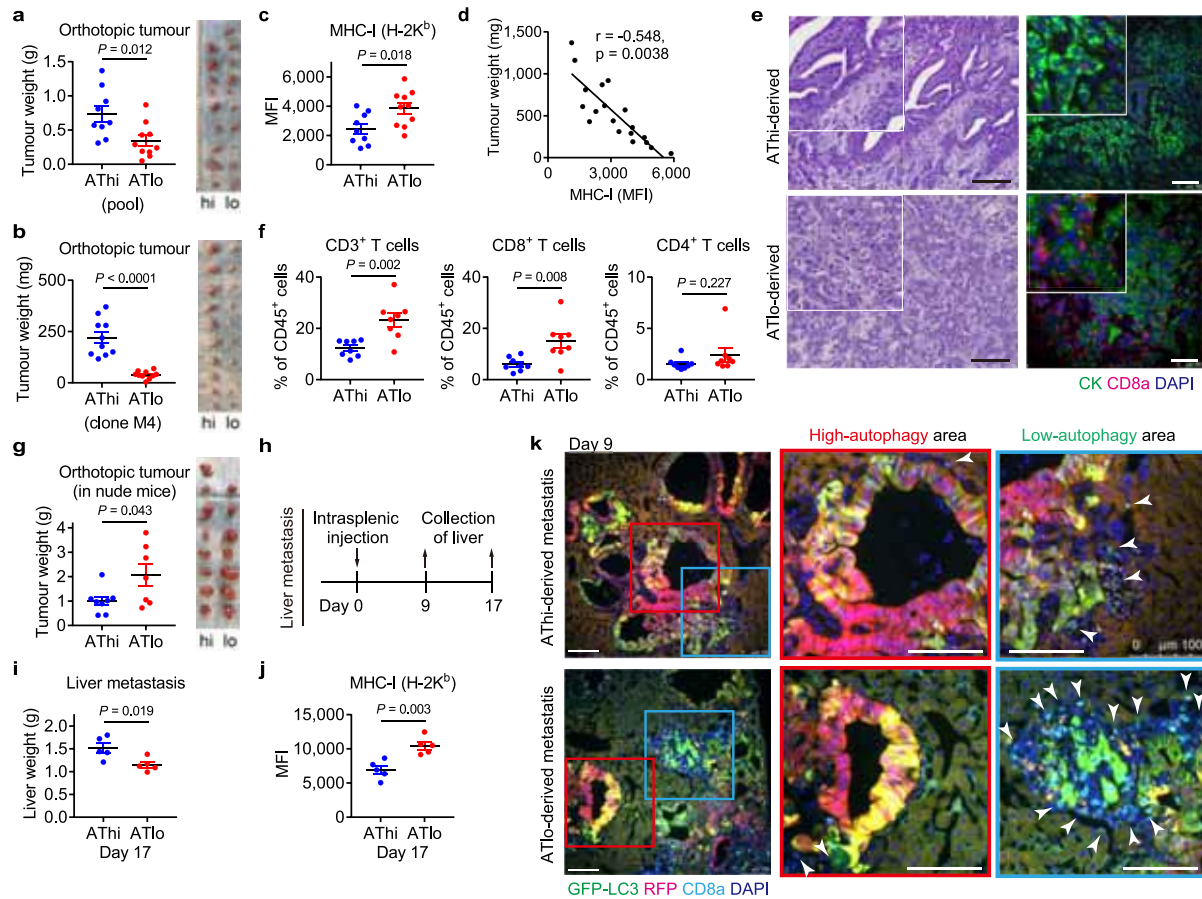 a
Orthotopic tumour
P = 0.012
Tumour weight (g)
1.5
1.0
0.5
0.0
AThi ATlo
(pool)
hi lo
b
Orthotopic tumour
P < 0.0001
Tumour weight (mg)
500
250
0
AThi ATlo
(clone M4)
hi lo
c
MHC-I (H-2Kb)
P = 0.018
MFI
6,000
4,000
2,000
0
AThi ATlo
d
Tumour weight (mg)
1,500
1,000
500
0
r = -0.548,
p = 0.0038
0 3,000 6,000
MHC-I (MFI)
e
AThi-derived
ATlo-derived
CK CD8a DAPI
f
CD3+ T cells
P = 0.002
% of CD45+ cells
40
20
0
AThi ATlo
CD8+ T cells
P = 0.008
% of CD45+ cells
40
20
0
AThi ATlo
CD4+ T cells
P = 0.227
% of CD45+ cells
10
5
0
AThi ATlo
g
Orthotopic tumour
(in nude mice)
P = 0.043
Tumour weight (g)
4
3
2
1
0
AThi ATlo
hi lo
h
Liver metastasis
Intrasplenic
injection
Collection
of liver
Day 0 9 17
i
Liver metastasis
P = 0.019
Liver weight (g)
2.0
1.5
1.0
0.5
0.0
AThi ATlo
Day 17
j
MHC-I (H-2Kb)
P = 0.003
MFI
15,000
10,000
5,000
0
AThi ATlo
Day 17
k
Day 9
High-autophagy area
Low-autophagy area
AThi-derived metastasis
0 µm 100
ATlo-derived metastatis
GFP-LC3 RFP CD8a DAPI